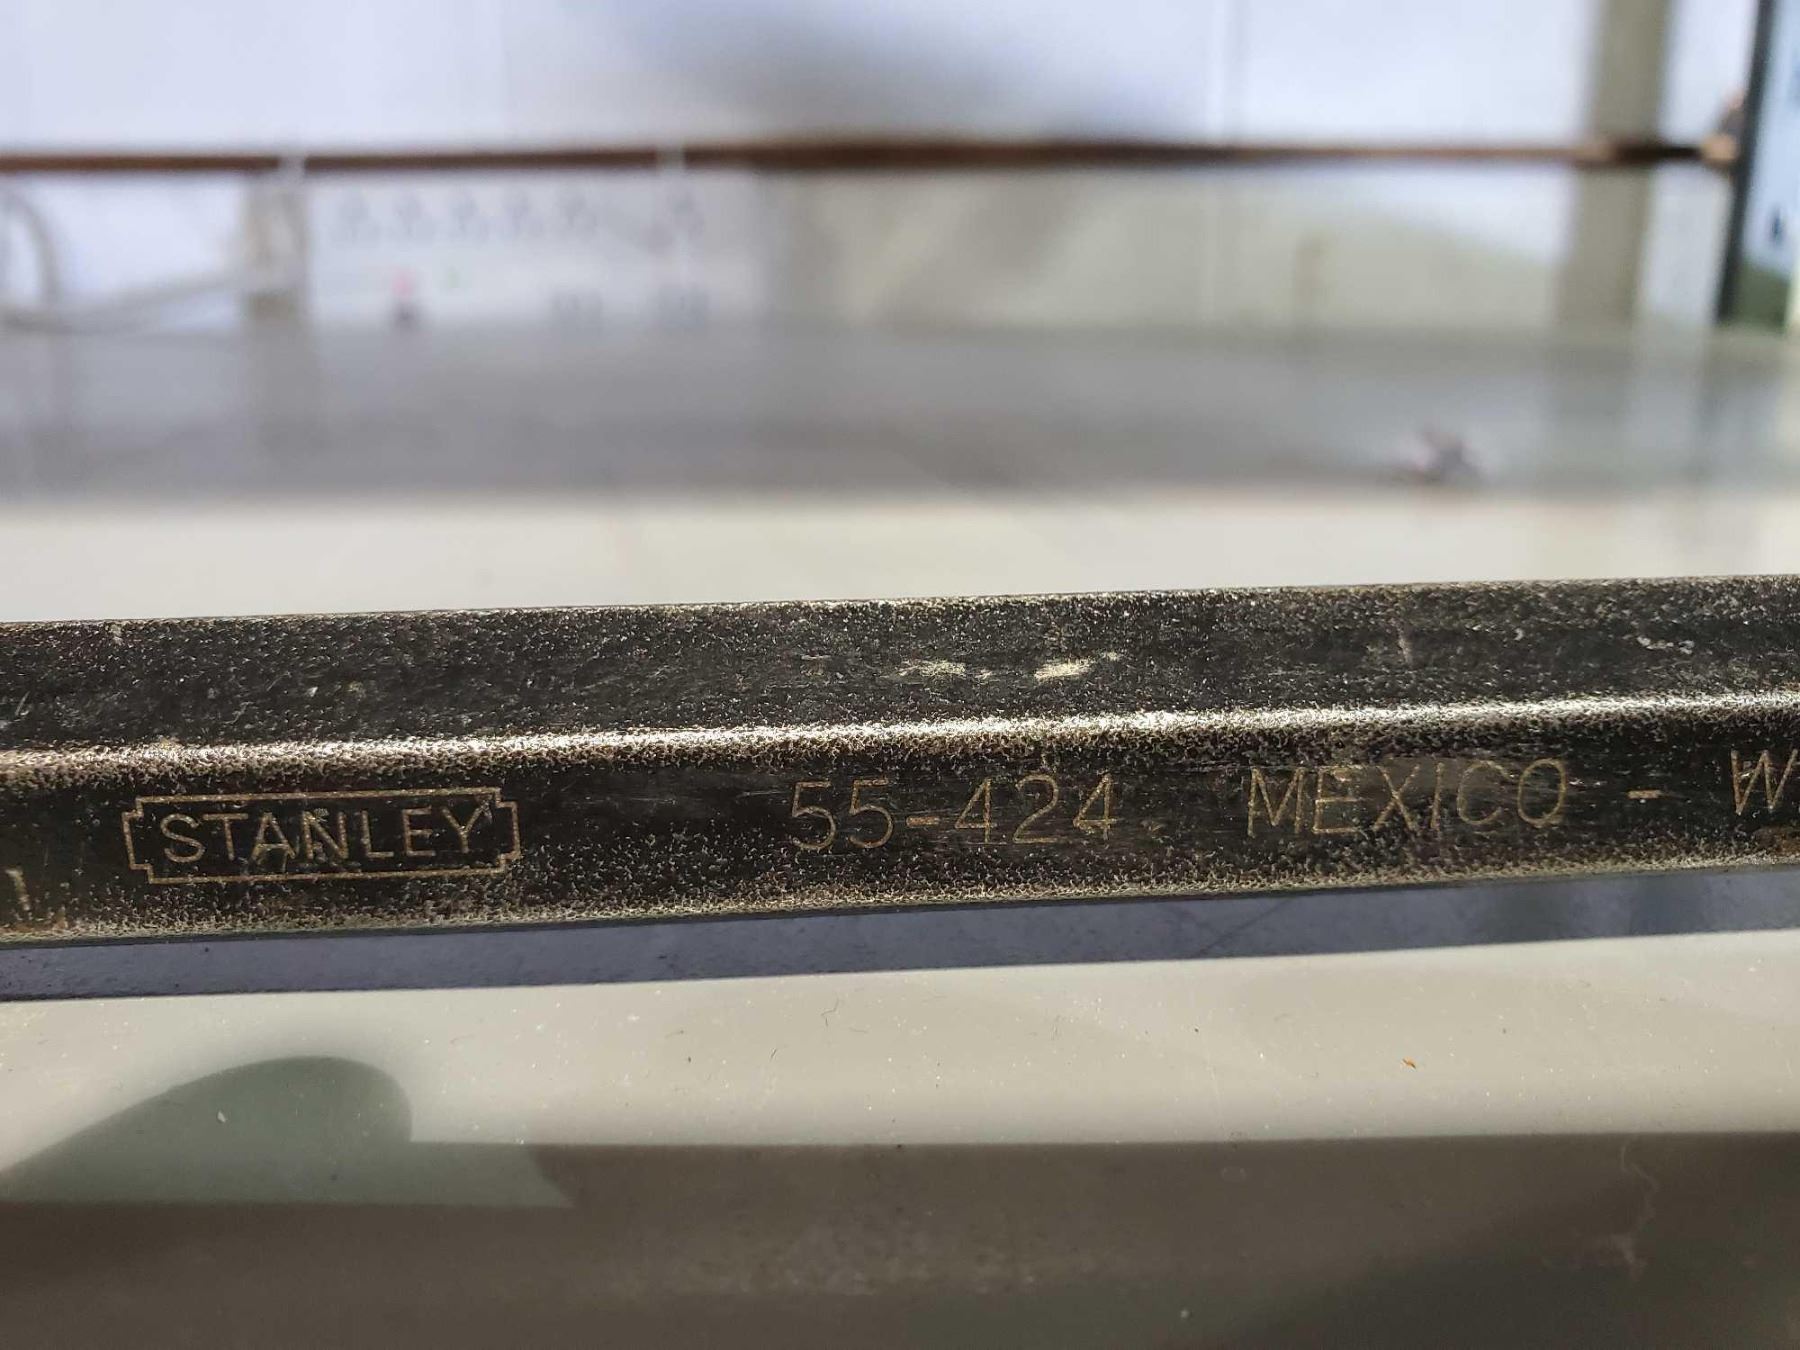 STANLEY 55-424 MEXICO - W